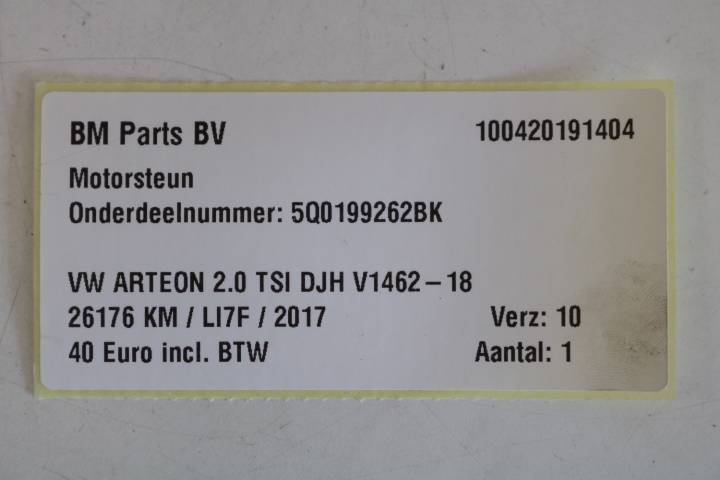 BM Parts BV 100420191404
Motorsteun
Onderdeelnummer: 5Q0199262BK
VW ARTEON 2.0 TSI DJH V1462-18
26176 KM / LI7F / 2017 Verz: 10
40 Euro incl. BTW Aantal: 1